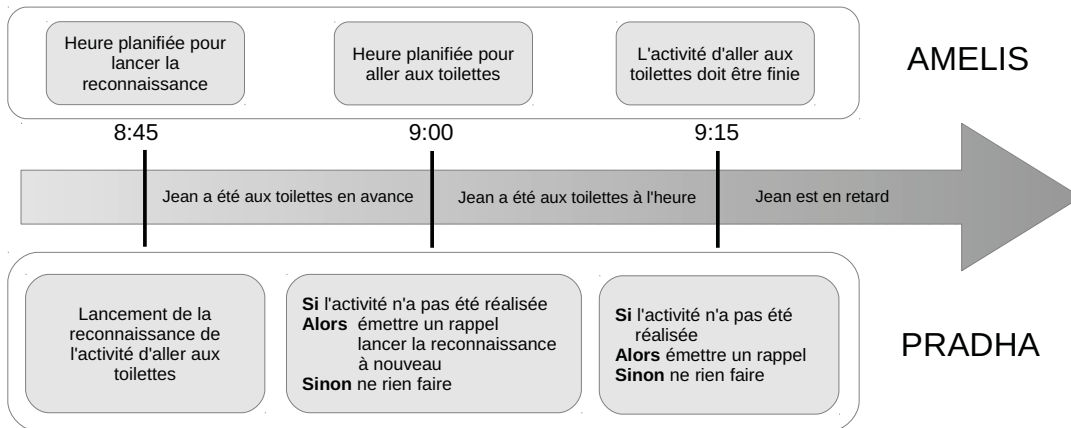 Heure planifiée pour
lancer la
reconnaissance
Heure planifiée pour
aller aux toilettes
L'activité d'aller aux
toilettes doit être finie
AMELIS
8:45
9:00
9:15
Jean a été aux toilettes en avance
Jean a été aux toilettes à l'heure
Jean est en retard
Lancement de la
reconnaissance de
l'activité d'aller aux
toilettes
Si l'activité n'a pas été réalisée
Alors émettre un rappel
lancer la reconnaissance
à nouveau
Sinon ne rien faire
Si l'activité n'a pas été
réalisée
Alors émettre un rappel
Sinon ne rien faire
PRADHA